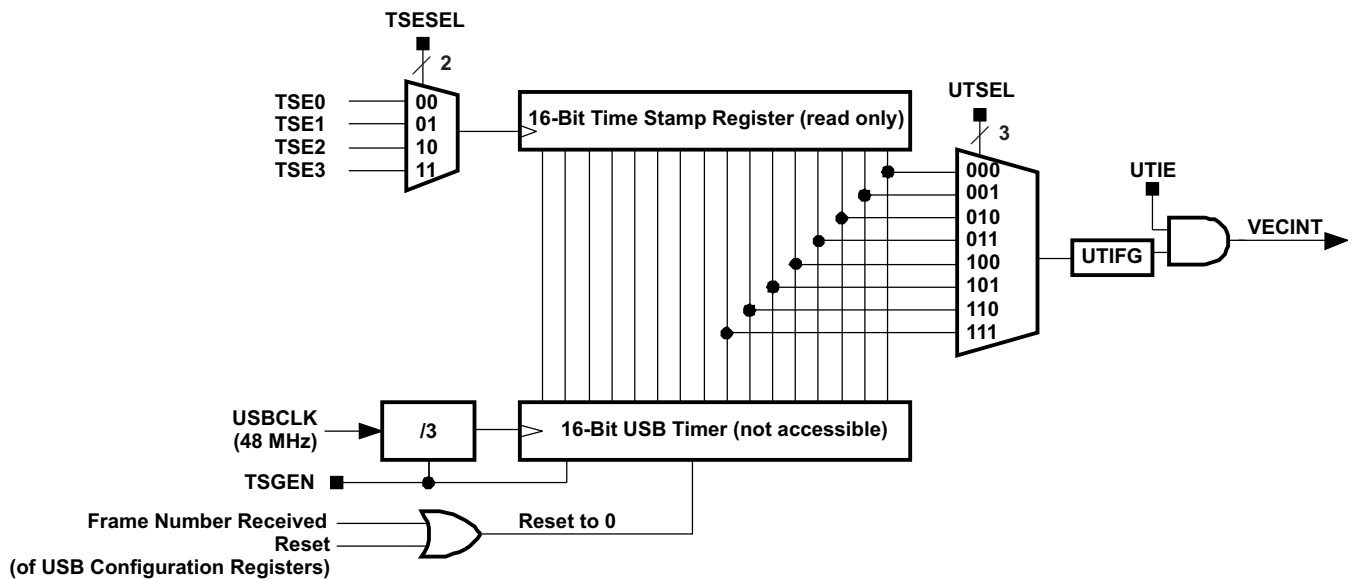 TSESEL
2
TSE0
TSE1
TSE2
TSE3
00
01
10
11
16-Bit Time Stamp Register (read only)
UTSEL
3
000
001
010
011
100
101
110
111
UTIE
UTIFG
VECINT
USBCLK
(48 MHz)
/3
16-Bit USB Timer (not accessible)
TSGEN
Frame Number Received
Reset
(of USB Configuration Registers)
Reset to 0